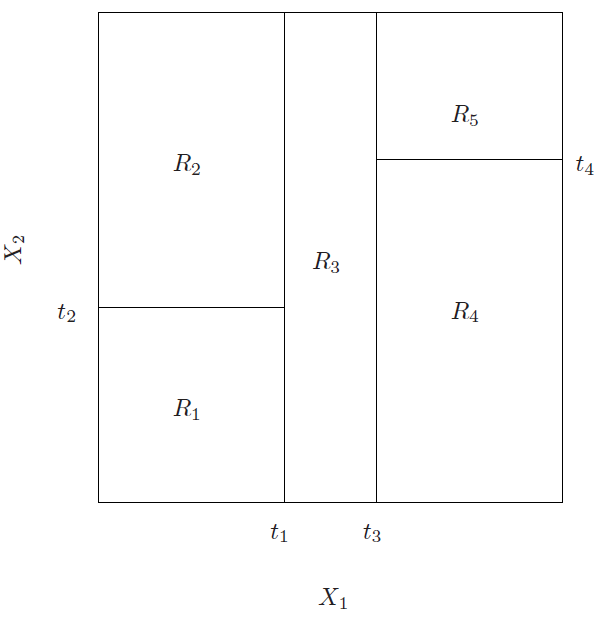 R₅
R₂
t₄
X₂
R₃
t₂
R₄
R₁
t₁
t₃
X₁